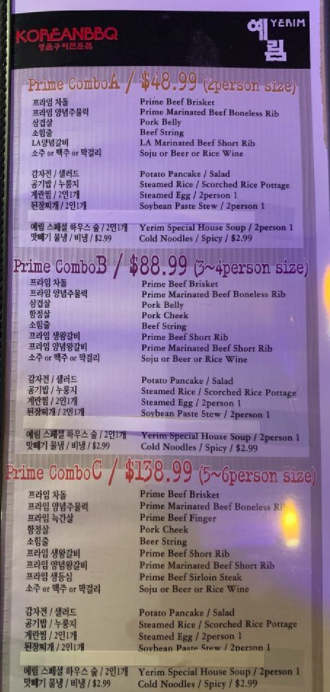 KOREANBBQ
명품구이전문점
예림 YERIM
Prime ComboA / $48.99 (2person size)
프라임 차돌 Prime Beef Brisket
프라임 양념주물럭 Prime Marinated Beef Boneless Rib
삼겹살 Pork Belly
소힘줄 Beef String
LA양념갈비 LA Marinated Beef Short Rib
소주 or 맥주 or 막걸리 Soju or Beer or Rice Wine
감자전 / 샐러드 Potato Pancake / Salad
공기밥 / 누룽지 Steamed Rice / Scorched Rice Pottage
계란찜 / 2인1개 Steamed Egg / 2person 1
된장찌개 / 2인1개 Soybean Paste Stew / 2person 1
예림 스페셜 하우스 숲 / 2인1개 Yerim Special House Soup / 2person 1
맛빼기 물냉 / 비냉 / $2.99 Cold Noodles / Spicy / $2.99
Prime ComboB / $88.99 (3~4person size)
프라임 차돌 Prime Beef Brisket
프라임 양념주물럭 Prime Marinated Beef Boneless Rib
삼겹살 Pork Belly
항정살 Pork Cheek
소힘줄 Beef String
프라임 생왕갈비 Prime Beef Short Rib
프라임 양념왕갈비 Prime Marinated Beef Short Rib
소주 or 맥주 or 막걸리 Soju or Beer or Rice Wine
감자전 / 샐러드 Potato Pancake / Salad
공기밥 / 누룽지 Steamed Rice / Scorched Rice Pottage
계란찜 / 2인1개 Steamed Egg / 2person 1
된장찌개 / 2인1개 Soybean Paste Stew / 2person 1
예림 스페셜 하우스 숲 / 2인1개 Yerim Special House Soup / 2person 1
맛빼기 물냉 / 비냉 / $2.99 Cold Noodles / Spicy / $2.99
Prime ComboC / $138.99 (5~6person size)
프라임 차돌 Prime Beef Brisket
프라임 양념주물럭 Prime Marinated Beef Boneless
프라임 늑간살 Prime Beef Finger
항정살 Pork Cheek
소힘줄 Beer String
프라임 생왕갈비 Prime Beef Short Rib
프라임 양념왕갈비 Prime Marinated Beef Short Rib
프라임 생등심 Prime Beef Sirloin Steak
소주 or 맥주 or 막걸리 Soju or Beer or Rice Wine
감자전 / 샐러드 Potato Pancake / Salad
공기밥 / 누룽지 Steamed Rice / Scorched Rice Pottage
계란찜 / 2인1개 Steamed Egg / 2person 1
된장찌개 / 2인1개 Soybean Paste Stew / 2person 1
예림 스페셜 하우스 숲 / 2인1개 Yerim Special House Soup / 2person 1
맛빼기 물냉 / 비냉 / $2.99 Cold Noodles / Spicy / $2.99